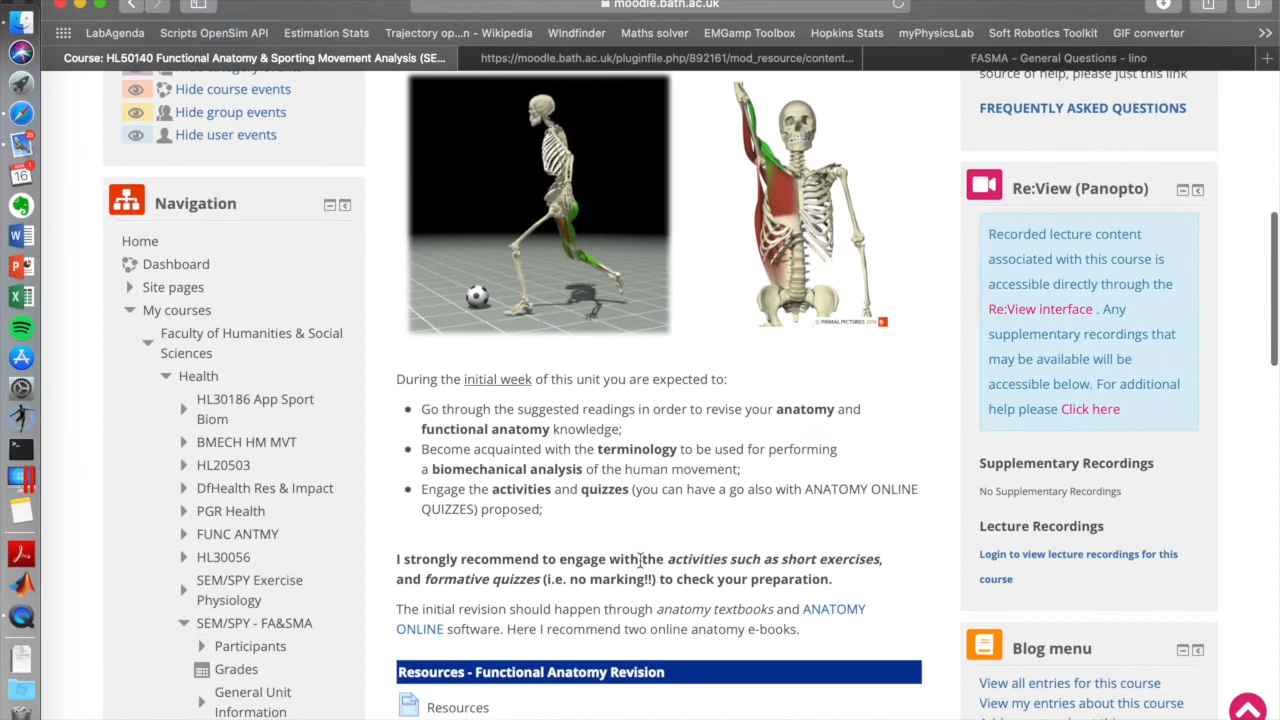 moodle.bath.ac.uk
LabAgenda
Scripts OpenSim API
Estimation Stats
Trajectory op...n - Wikipedia
WIndfinder
Maths solver
EMGamp Toolbox
Hopkins Stats
myPhysicsLab
Soft Robotics Toolkit
GIF converter
Course: HL50140 Functional Anatomy & Sporting Movement Analysis (SE...
https://moodle.bath.ac.uk/pluginfile.php/892161/mod_resource/content...
FASMA - General Questions - lino
Hide course events
Hide group events
Hide user events
Navigation
Home
Dashboard
Site pages
My courses
Faculty of Humanities & Social
Sciences
Health
HL30186 App Sport
Biom
BMECH HM MVT
HL20503
DfHealth Res & Impact
PGR Health
FUNC ANTMY
HL30056
SEM/SPY Exercise
Physiology
SEM/SPY - FA&SMA
Participants
Grades
General Unit
Information
© PRIMAL PICTURES 2014
During the initial week of this unit you are expected to:
Go through the suggested readings in order to revise your anatomy and
functional anatomy knowledge;
Become acquainted with the terminology to be used for performing
a biomechanical analysis of the human movement;
Engage the activities and quizzes (you can have a go also with ANATOMY ONLINE
QUIZZES) proposed;
I strongly recommend to engage with the activities such as short exercises,
and formative quizzes (i.e. no marking!!) to check your preparation.
The initial revision should happen through anatomy textbooks and ANATOMY
ONLINE software. Here I recommend two online anatomy e-books.
Resources - Functional Anatomy Revision
Resources
source of help, please just this link
FREQUENTLY ASKED QUESTIONS
Re:View (Panopto)
Recorded lecture content
associated with this course is
accessible directly through the
Re:View interface . Any
supplementary recordings that
may be available will be
accessible below. For additional
help please Click here
Supplementary Recordings
No Supplementary Recordings
Lecture Recordings
Login to view lecture recordings for this
course
Blog menu
View all entries for this course
View my entries about this course
16